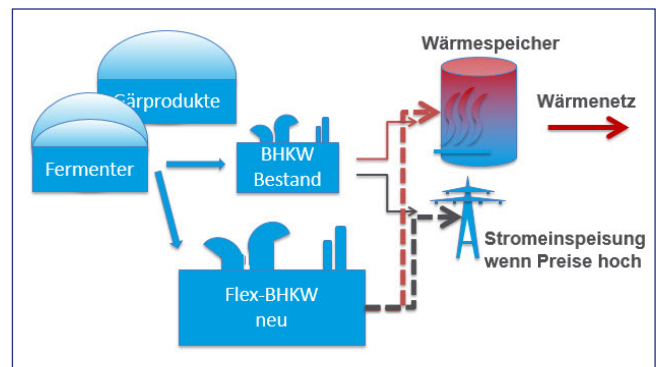 Wärmespeicher
Gärprodukte
Wärmenetz
Fermenter
BHKW
Bestand
Stromeinspeisung
wenn Preise hoch
Flex-BHKW
neu